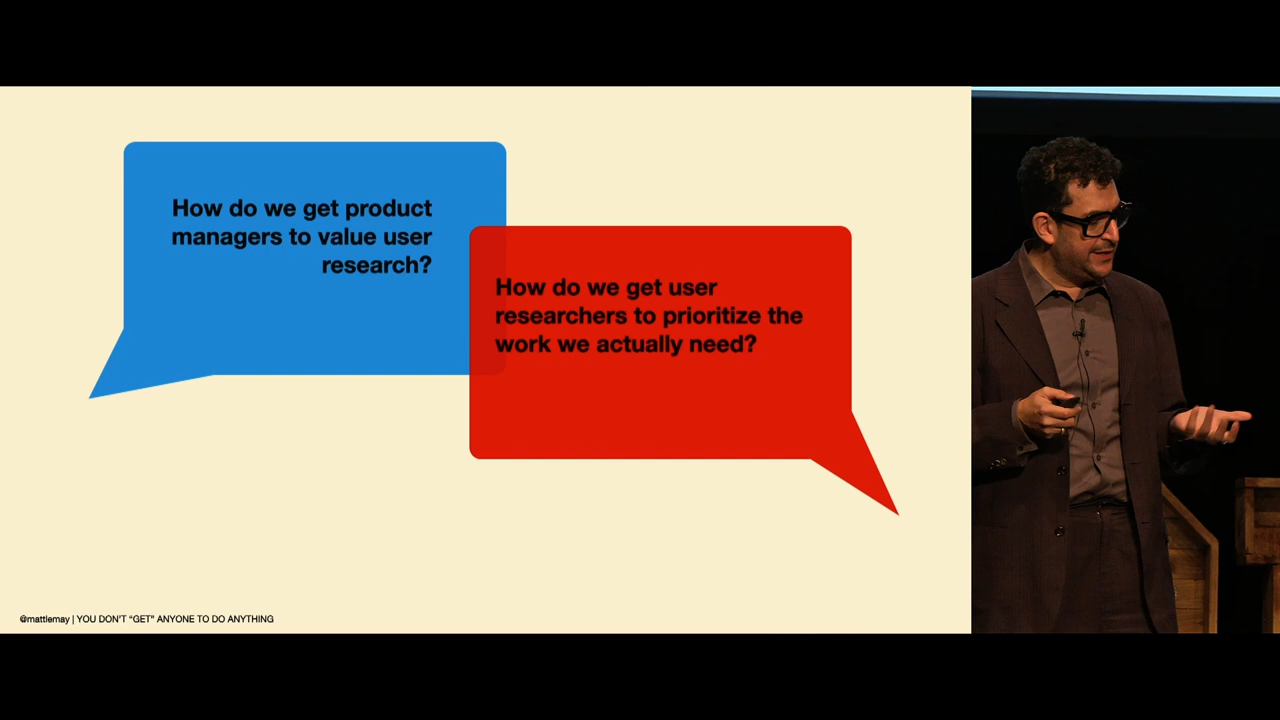 How do we get product
managers to value user
research?
How do we get user
researchers to prioritize the
work we actually need?
@mattlemay | YOU DON'T “GET” ANYONE TO DO ANYTHING